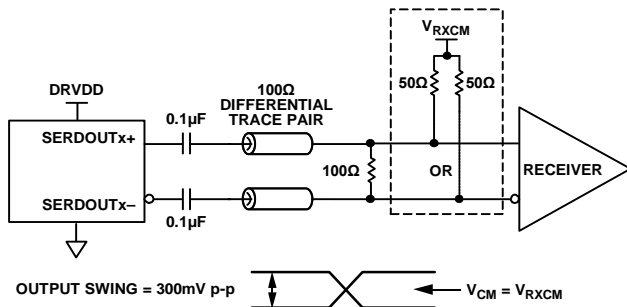 V_RXCM
DRVDD
100Ω
DIFFERENTIAL
TRACE PAIR
50Ω
50Ω
0.1µF
SERDOUTx+
100Ω
OR
RECEIVER
SERDOUTx–
0.1µF
OUTPUT SWING = 300mV p-p
V_CM = V_RXCM